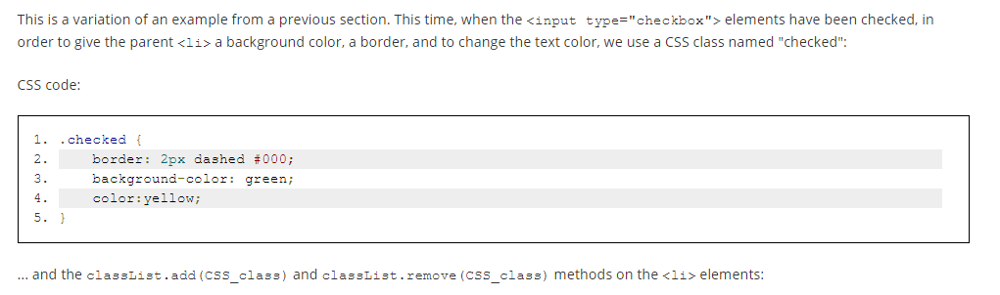 This is a variation of an example from a previous section. This time, when the <input type="checkbox"> elements have been checked, in
order to give the parent <li> a background color, a border, and to change the text color, we use a CSS class named "checked":
CSS code:
1. .checked {
2. border: 2px dashed #000;
3. background-color: green;
4. color:yellow;
5. }
... and the classList.add(CSS_class) and classList.remove(CSS_class) methods on the <li> elements: